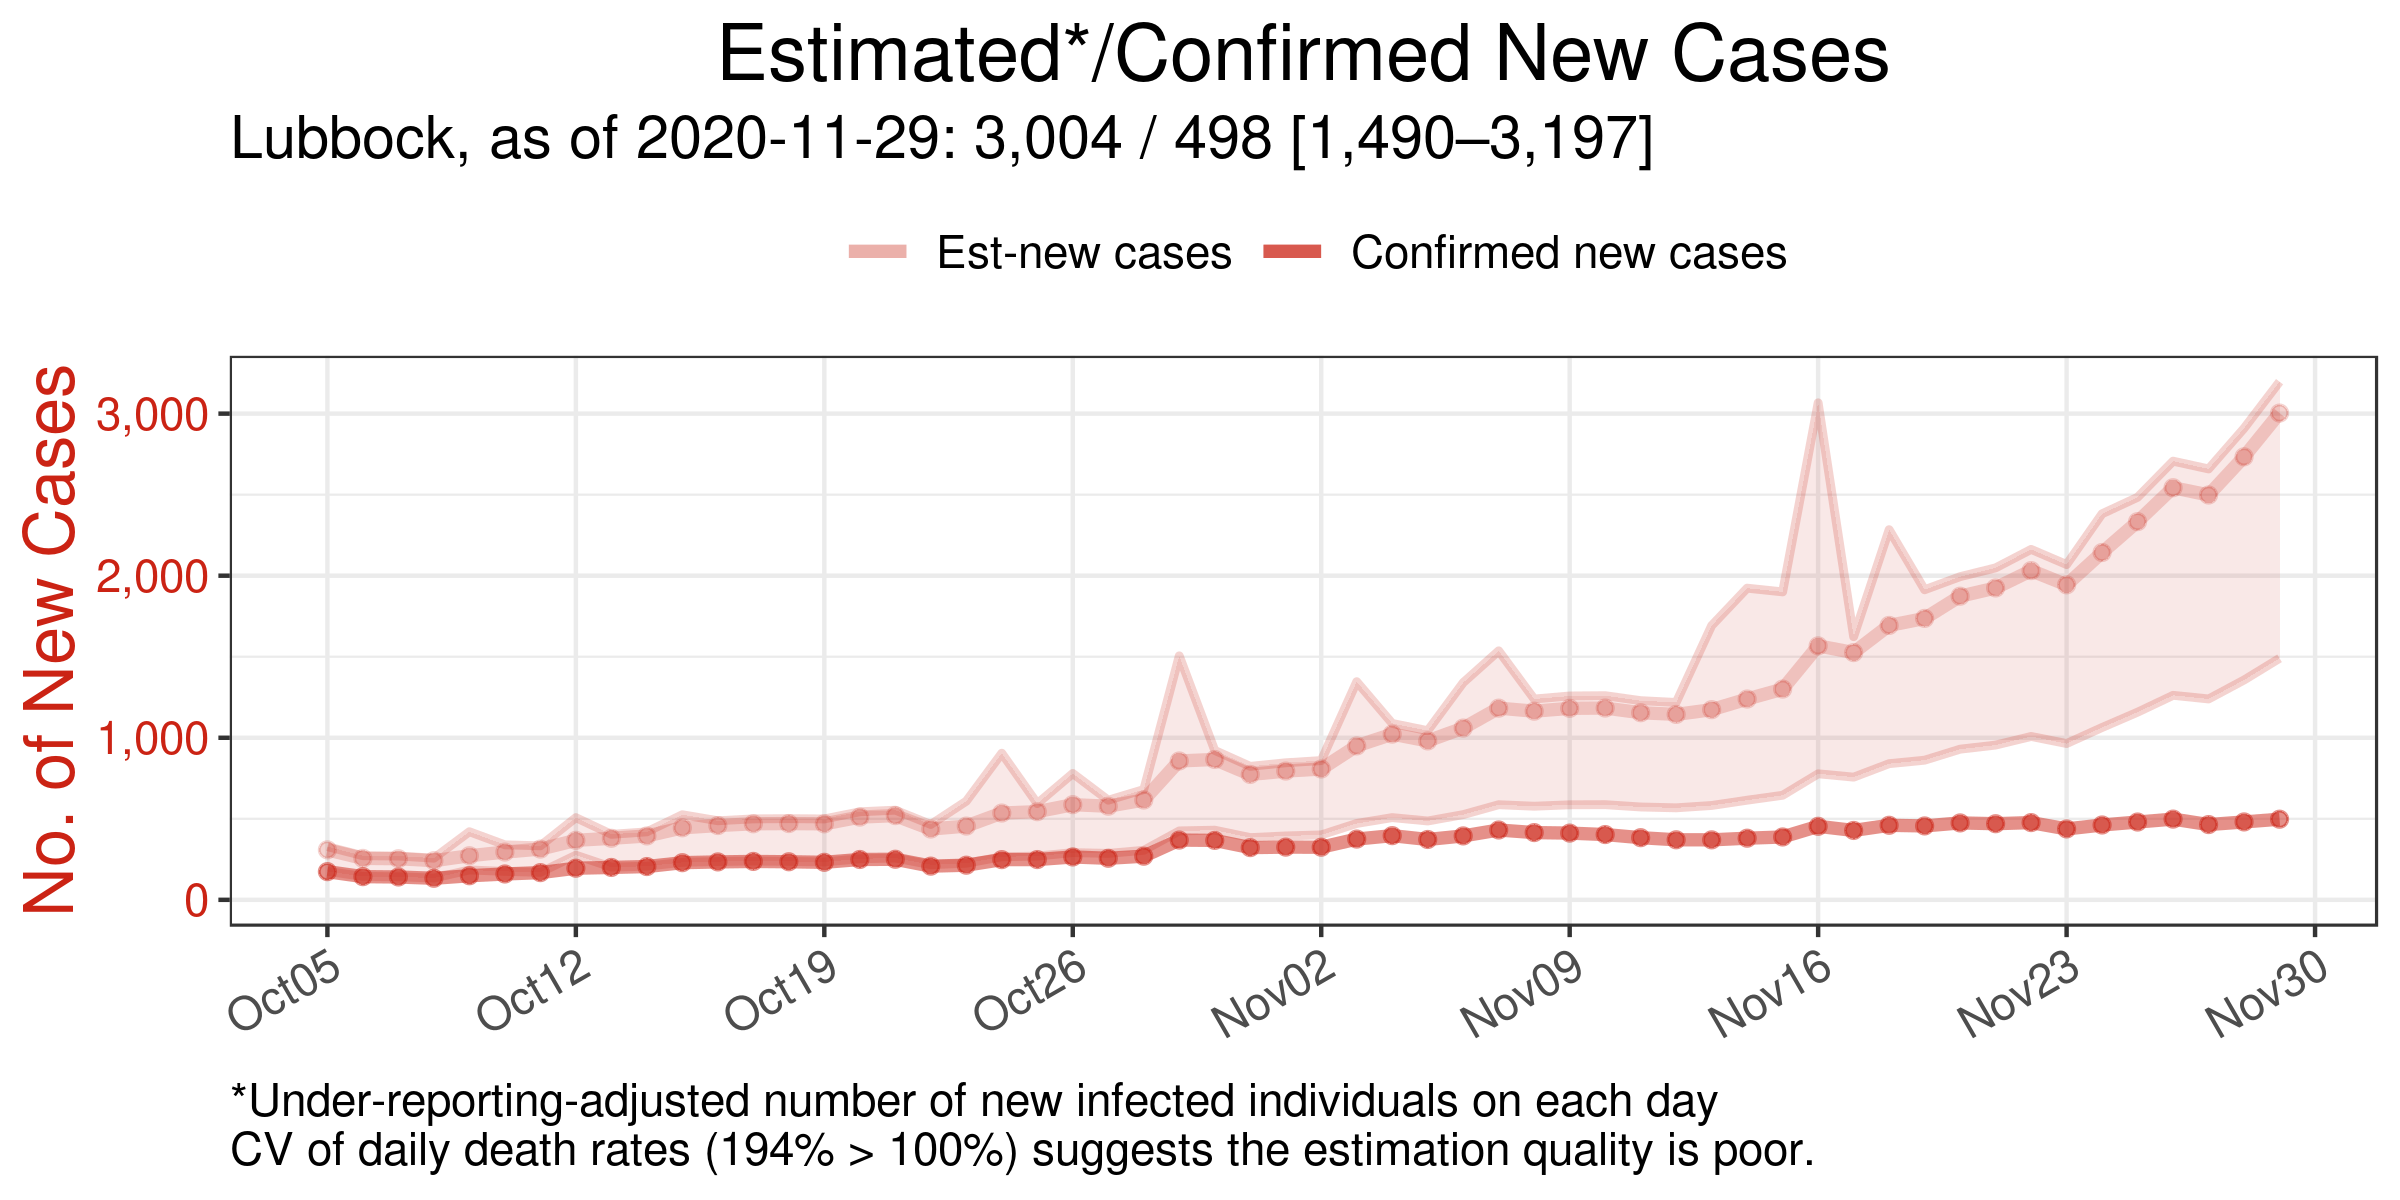 Estimated*/Confirmed New Cases
Lubbock, as of 2020-11-29: 3,004 / 498 [1,490–3,197]
Est-new cases
Confirmed new cases
No. of New Cases
3,000
2,000
1,000
0
Oct05
Oct12
Oct19
Oct26
Nov02
Nov09
Nov16
Nov23
Nov30
*Under-reporting-adjusted number of new infected individuals on each day
CV of daily death rates (194% > 100%) suggests the estimation quality is poor.